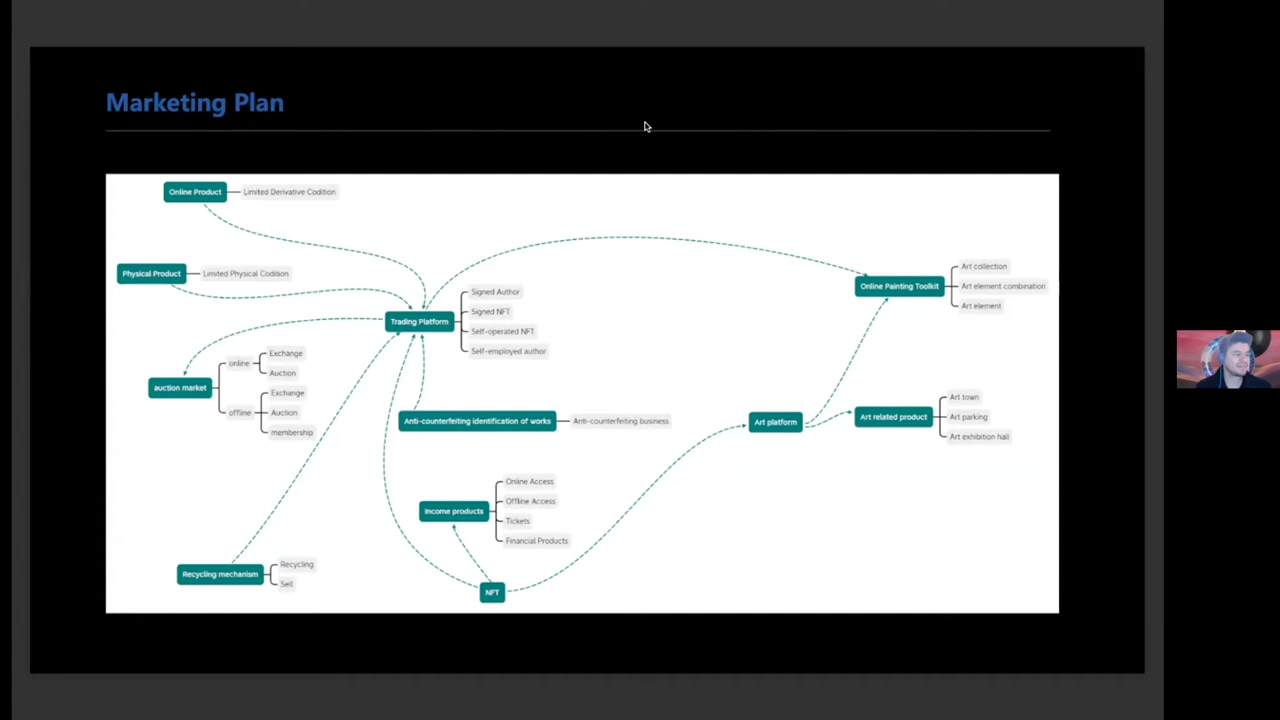 Marketing Plan
Online Product
Limited Derivative Codition
Physical Product
Limited Physical Codition
Trading Platform
Signed Author
Signed NFT
Self-operated NFT
Self-employed author
Online Painting Toolkit
Art collection
Art element combination
Art element
auction market
online
Exchange
Auction
offline
Exchange
Auction
membership
Anti-counterfeiting identification of works
Anti-counterfeiting business
Art platform
Art related product
Art town
Art parking
Art exhibition hall
Income products
Online Access
Offline Access
Tickets
Financial Products
Recycling mechanism
Recycling
Sell
NFT